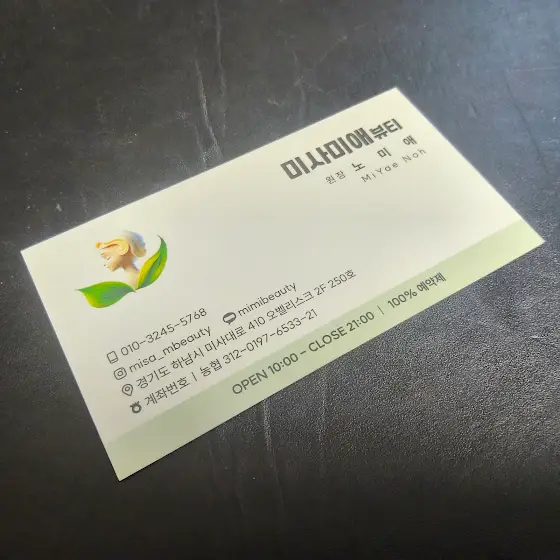 미사미애뷰티
원장 노 미 애
MiYae Noh
010-3245-5768
misa_mbeauty mimibeauty
경기도 하남시 미사대로 410 오벨리스크 2F 250호
계좌번호 | 농협 312-0197-6533-21
OPEN 10:00 - CLOSE 21:00 | 100% 예약제